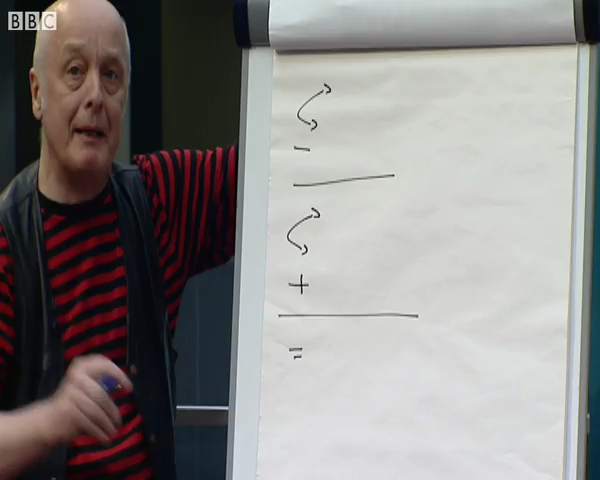 BBC
-
+
=